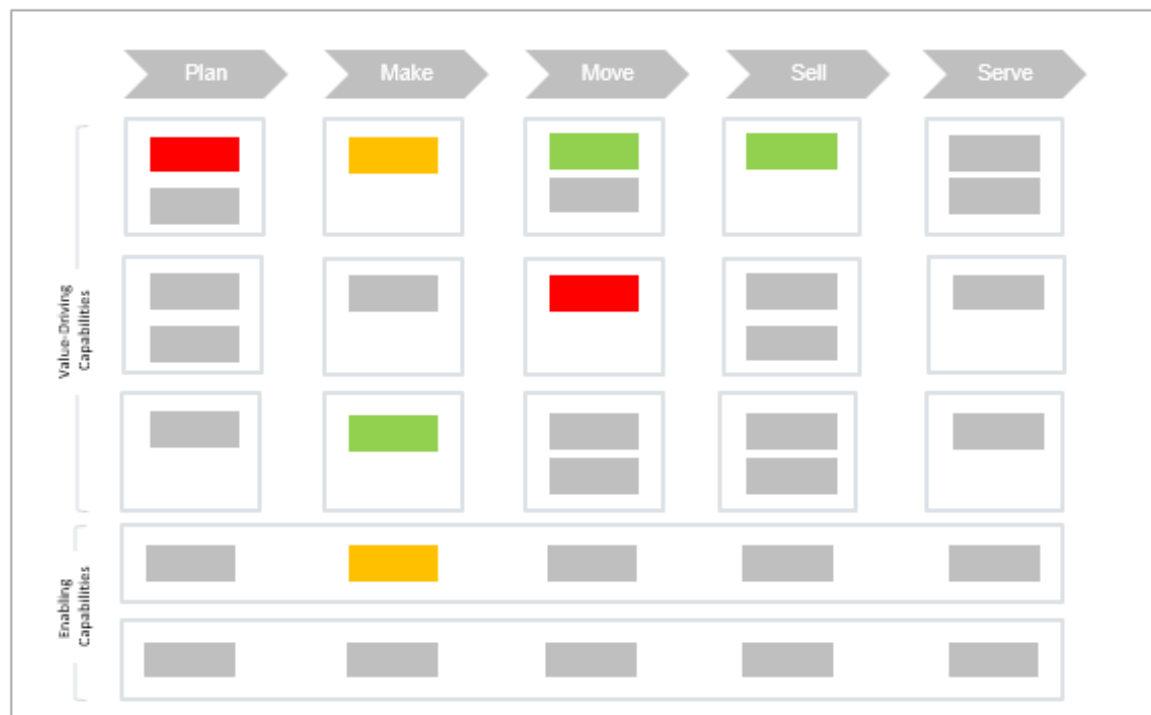 Plan
Make
Move
Sell
Serve
Value-Driving
Capabilities
Enabling
Capabilities